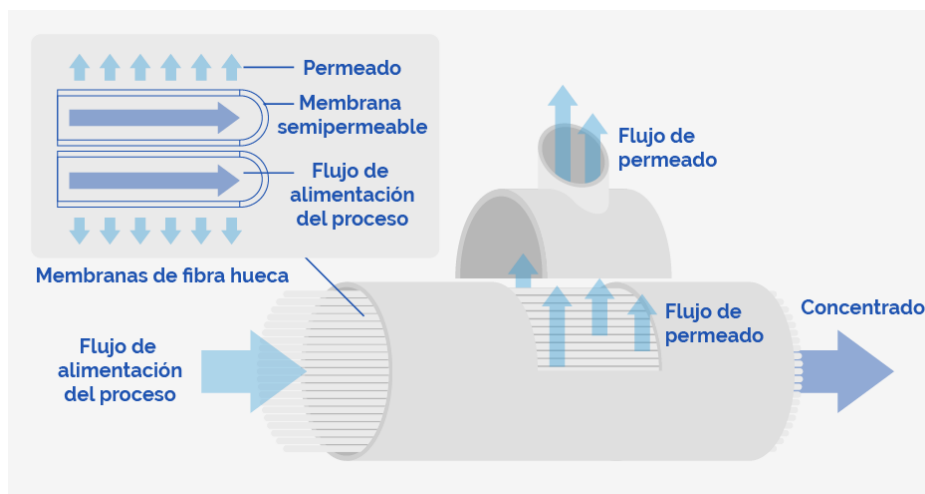 Permeado
Membrana
semipermeable
Flujo de
alimentación
del proceso
Membranas de fibra hueca
Flujo de
alimentación
del proceso
Flujo de
permeado
Flujo de
permeado
Concentrado